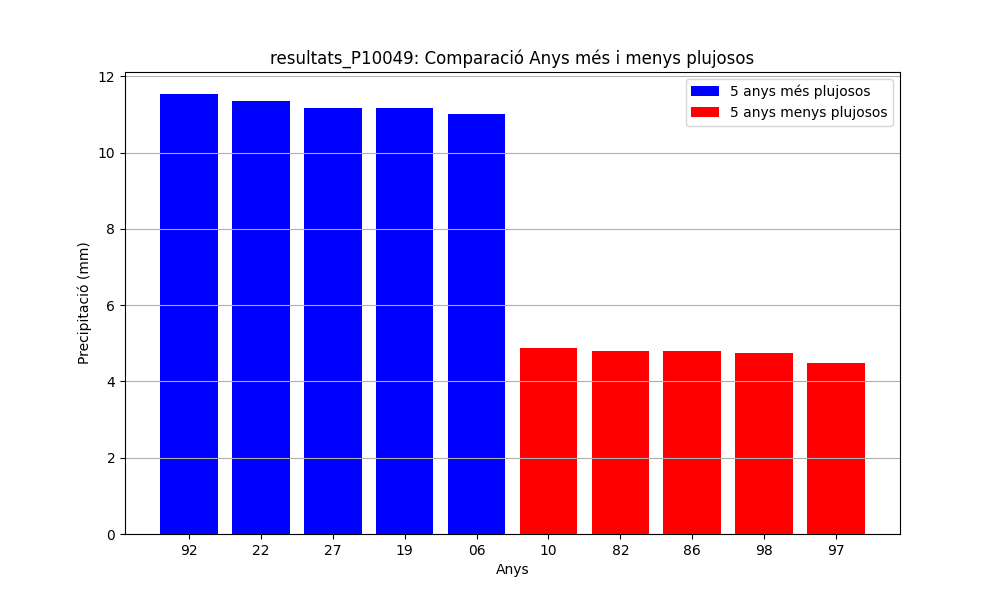 resultats_P10049: Comparació Anys més i menys plujosos
5 anys més plujosos
5 anys menys plujosos
Precipitació (mm)
12
10
8
6
4
2
0
92 22 27 19 06 10 82 86 98 97
Anys